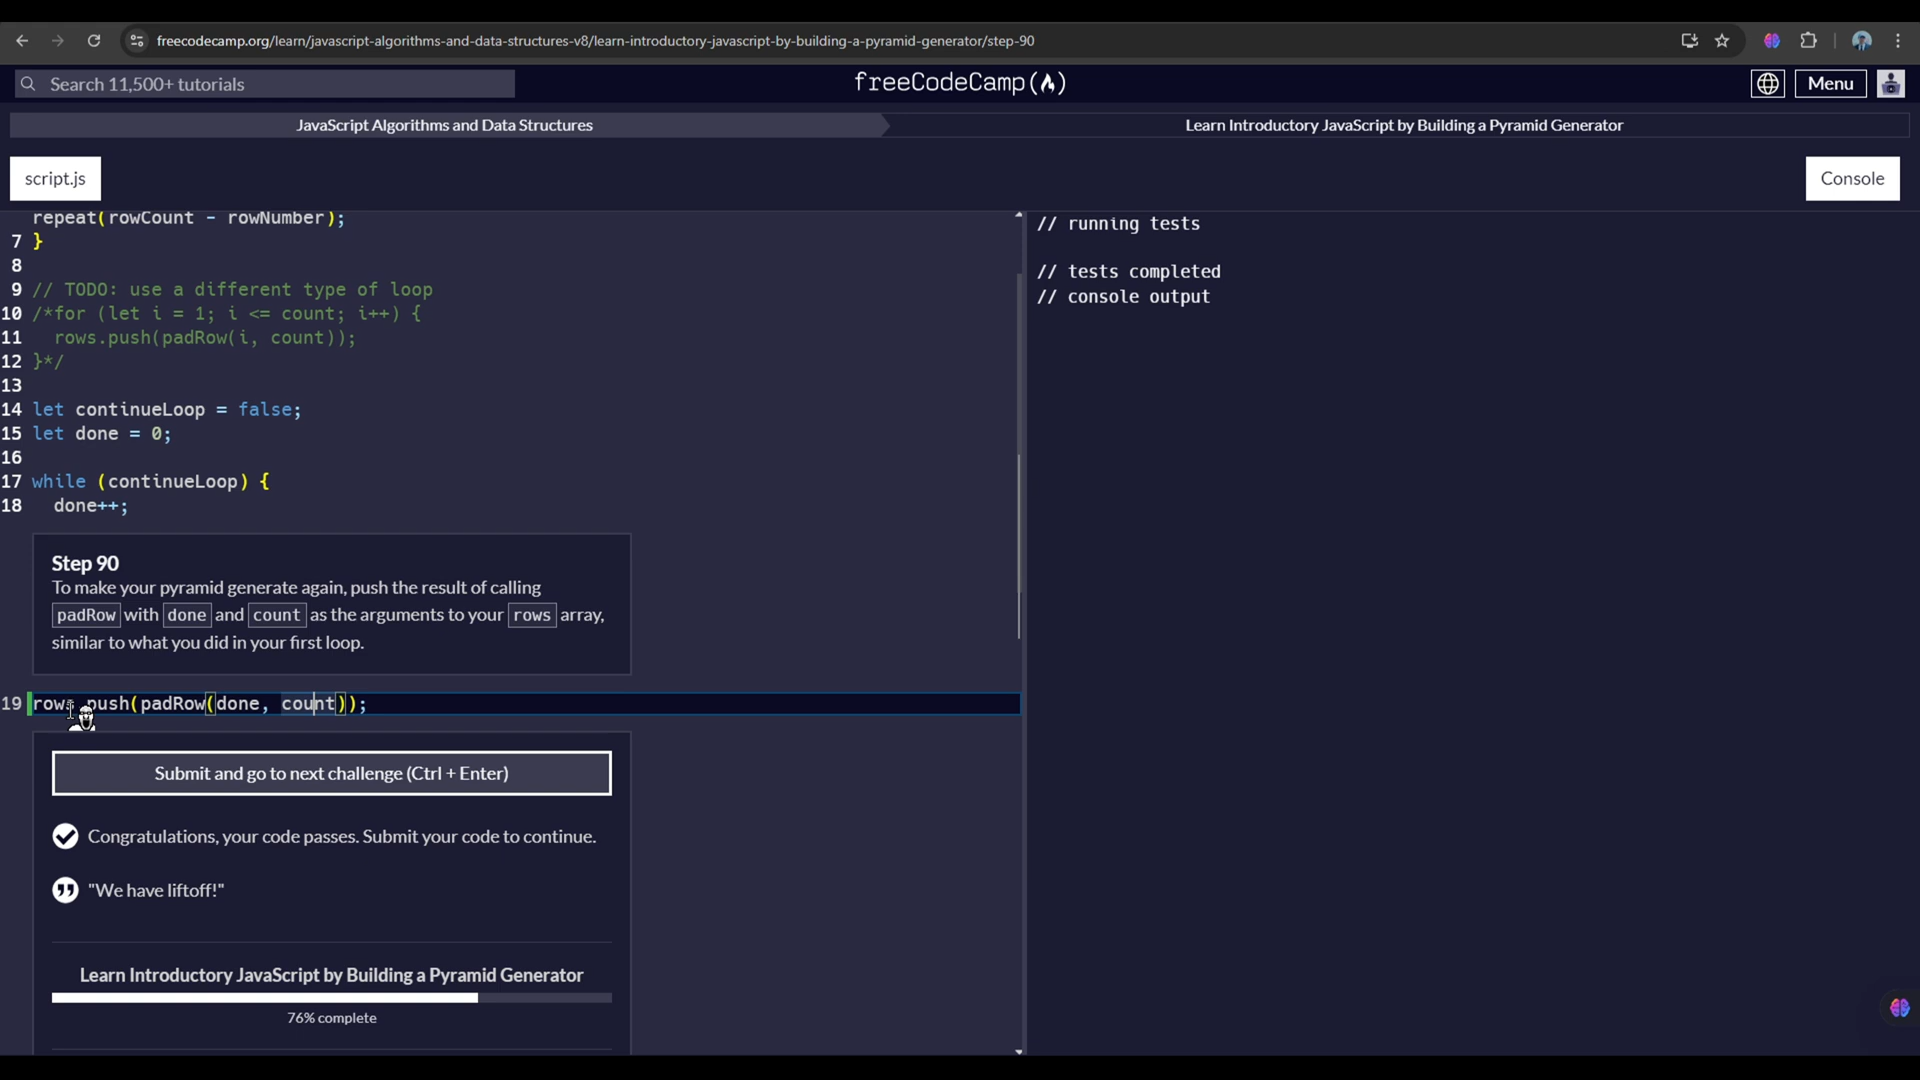 freecodecamp.org/learn/javascript-algorithms-and-data-structures-v8/learn-introductory-javascript-by-building-a-pyramid-generator/step-90
Search 11,500+ tutorials
freeCodeCamp
Menu
JavaScript Algorithms and Data Structures
Learn Introductory JavaScript by Building a Pyramid Generator
script.js
Console
repeat(rowCount - rowNumber);
7 }
8
9 // TODO: use a different type of loop
10 /*for (let i = 1; i <= count; i++) {
11 rows.push(padRow(i, count));
12 }*/
13
14 let continueLoop = false;
15 let done = 0;
16
17 while (continueLoop) {
18 done++;
Step 90
To make your pyramid generate again, push the result of calling
padRow with done and count as the arguments to your rows array,
similar to what you did in your first loop.
19 rows.push(padRow(done, count));
Submit and go to next challenge (Ctrl + Enter)
Congratulations, your code passes. Submit your code to continue.
"We have liftoff!"
Learn Introductory JavaScript by Building a Pyramid Generator
76% complete
// running tests
// tests completed
// console output